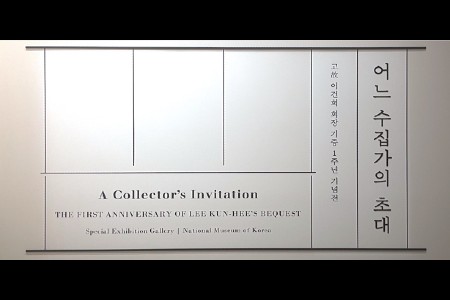 어느 수집가의 초대
고故 이건희 회장 기증 1주년 기념전
A Collector's Invitation
THE FIRST ANNIVERSARY OF LEE KUN-HEE'S BEQUEST
Special Exhibition Gallery | National Museum of Korea